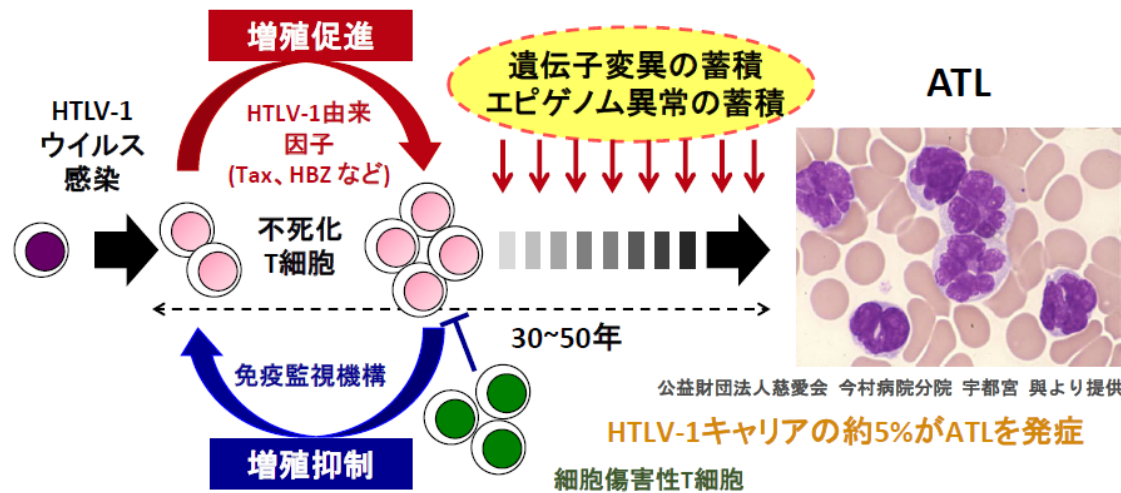 増殖促進
遺伝子変異の蓄積
エピゲノム異常の蓄積
ATL
HTLV-1
ウイルス
感染
HTLV-1由来
因子
(Tax、HBZ など)
不死化
T細胞
30~50年
免疫監視機構
増殖抑制
細胞傷害性T細胞
公益財団法人慈愛会 今村病院分院 宇都宮 與より提供
HTLV-1キャリアの約5%がATLを発症